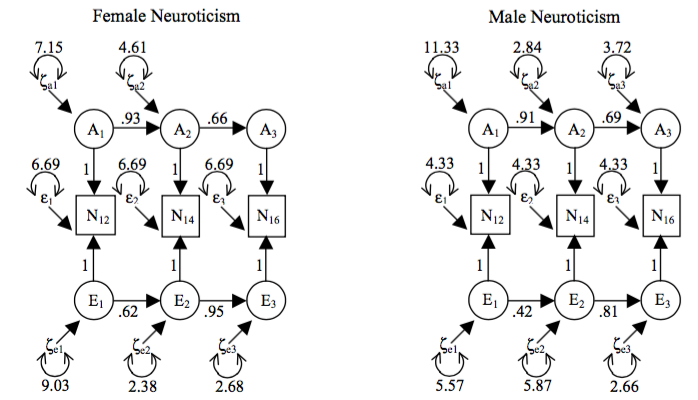 Female Neuroticism Male Neuroticism
7.15 4.61 11.33 2.84 3.72
ζa1 ζa2 ζa1 ζa2 ζa3
A1 .93 A2 .66 A3 A1 .91 A2 .69 A3
6.69 1 6.69 1 6.69 1 4.33 1 4.33 1 4.33 1
ε1 ε2 ε3 ε1 ε2 ε3
N12 N14 N16 N12 N14 N16
1 1 1 1 1 1
E1 .62 E2 .95 E3 E1 .42 E2 .81 E3
ζe1 ζe2 ζe3 ζe1 ζe2 ζe3
9.03 2.38 2.68 5.57 5.87 2.66